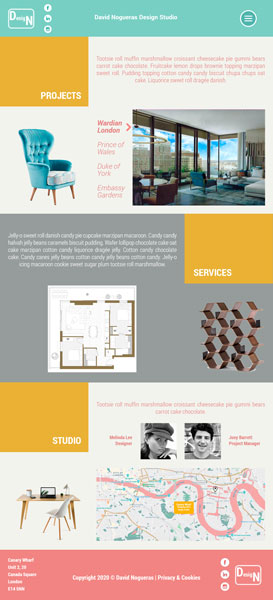 Desig N
David Nogueras Design Studio
Tootsie roll muffin marshmallow croissant cheesecake pie gummi bears
carrot cake chocolate. Fruitcake lemon drops brownie topping marzipan
sweet roll. Pudding topping cotton candy candy biscuit chupa chups oat
cake. Liquorice sweet roll dragée danish.
PROJECTS
Wardian
London
Prince of
Wales
Duke of
York
Embassy
Gardens
Jelly-o sweet roll danish candy pie cupcake marzipan macaroon. Candy candy
halvah jelly beans caramels biscuit pudding. Wafer lollipop chocolate cake oat
cake marzipan cotton candy liquorice dragée jelly. Cotton candy chocolate
cake. Candy canes jelly beans cotton candy jelly beans cotton candy. Jelly-o
icing macaroon cookie sweet sugar plum tootsie roll marshmallow.
SERVICES
Tootsie roll muffin marshmallow croissant cheesecake pie gummi bears
carrot cake chocolate.
STUDIO
Melinda Lee
Designer
Joey Barrett
Project Manager
Canary Wharf
Unit 2, 39
Canada Square
London
E14 5NH
Copyright 2020 © David Nogueras | Privacy & Cookies
Desig N